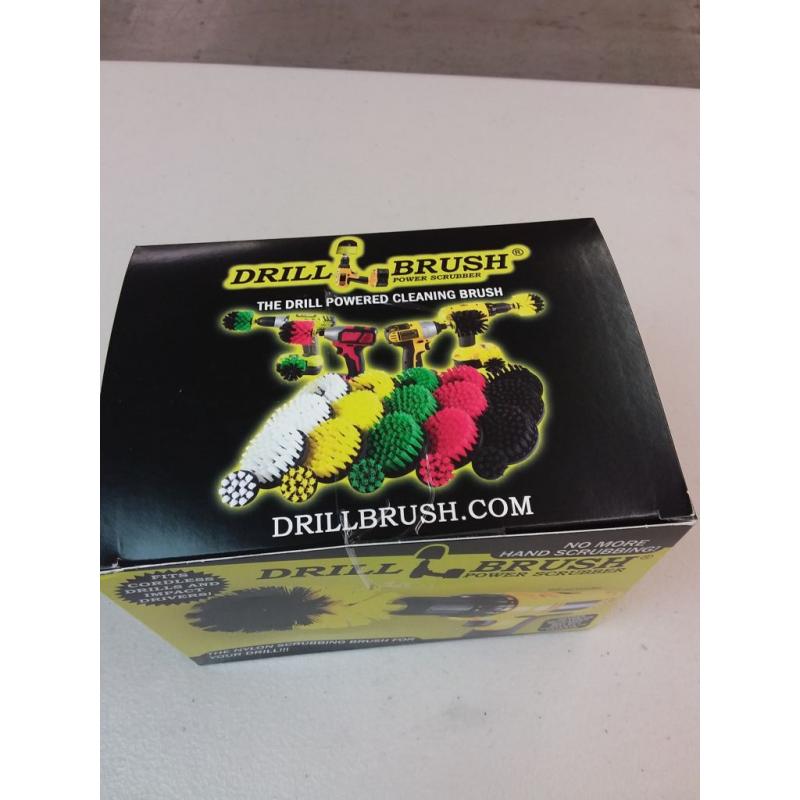 DRILL BRUSH®
POWER SCRUBBER
THE DRILL POWERED CLEANING BRUSH
DRILLBRUSH.COM
NO MORE
HAND SCRUBBING!
DRILL BRUSH®
POWER SCRUBBER
FITS
CORDLESS
DRILLS AND
IMPACT
DRIVERS!
THE NYLON SCRUBBING BRUSH FOR
YOUR DRILL!!!